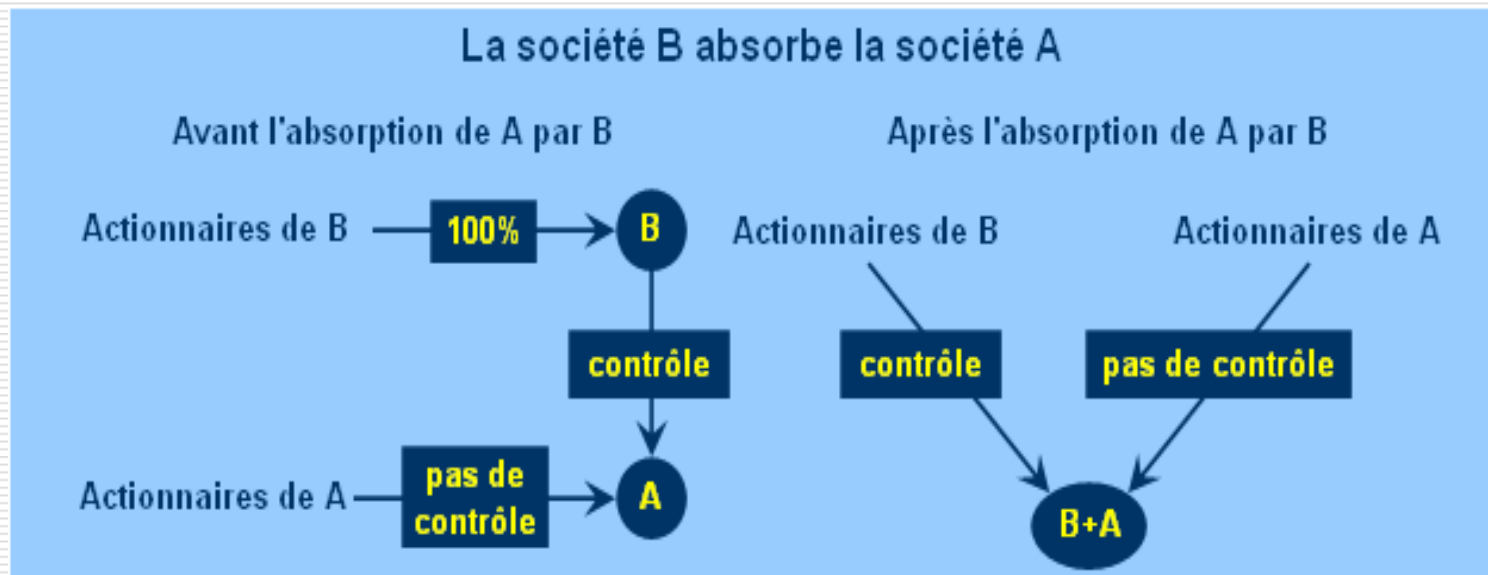 La société B absorbe la société A
Avant l'absorption de A par B
Actionnaires de B
100%
B
contrôle
Actionnaires de A
pas de
contrôle
A
Après l'absorption de A par B
Actionnaires de B
Actionnaires de A
contrôle
pas de contrôle
B+A